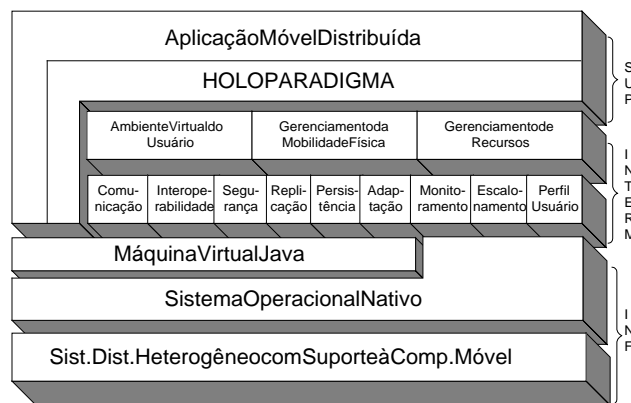 AplicaçãoMóvelDistribuída
HOLOPARADIGMA
S
U
P
AmbienteVirtualdo
Usuário
Gerenciamentoda
MobilidadeFísica
Gerenciamentode
Recursos
Comu-
nicação
Interope-
rabilidade
Segu-
rança
Repli-
cação
Persis-
tência
Adap-
tação
Monito-
ramento
Escalo-
namento
Perfil
Usuário
I
N
T
E
R
M
MáquinaVirtualJava
SistemaOperacionalNativo
Sist.Dist.HeterogêneocomSuporteàComp.Móvel
I
N
F